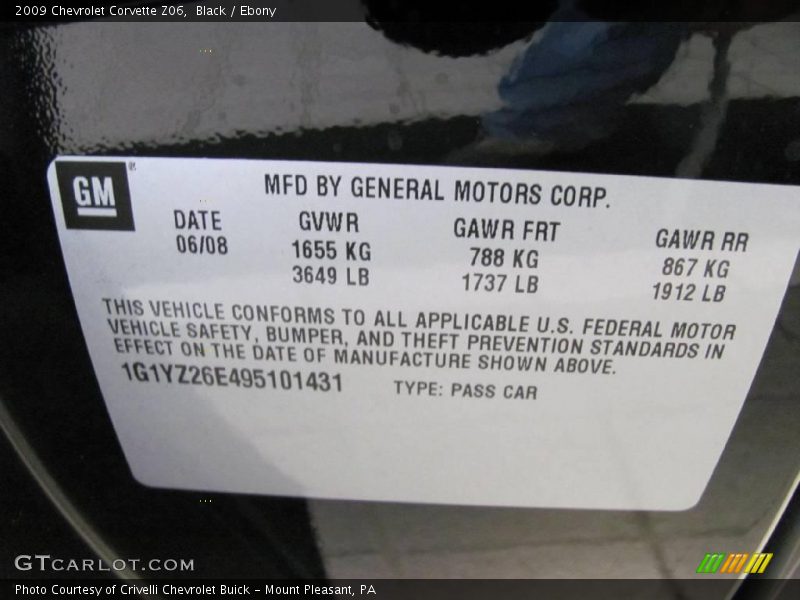 2009 Chevrolet Corvette Z06, Black / Ebony
GM
MFD BY GENERAL MOTORS CORP.
DATE GVWR GAWR FRT GAWR RR
06/08 1655 KG 788 KG 867 KG
3649 LB 1737 LB 1912 LB
THIS VEHICLE CONFORMS TO ALL APPLICABLE U.S. FEDERAL MOTOR
VEHICLE SAFETY, BUMPER, AND THEFT PREVENTION STANDARDS IN
EFFECT ON THE DATE OF MANUFACTURE SHOWN ABOVE.
1G1YZ26E495101431 TYPE: PASS CAR
GTCARLOT.COM
Photo Courtesy of Crivelli Chevrolet Buick - Mount Pleasant, PA